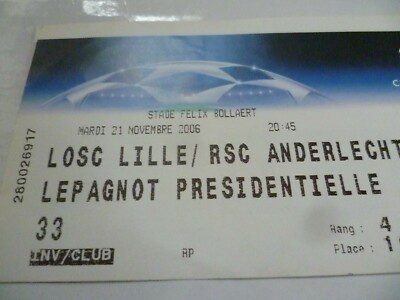 STADE FELIX BOLLAERT
MARDI 21 NOVEMBRE 2006 20:45
LOSC LILLE/ RSC ANDERLECHT
LEPAGNOT PRESIDENTIELLE
33 Rang: 4
INV/CLUB RP Place: 1
280026917